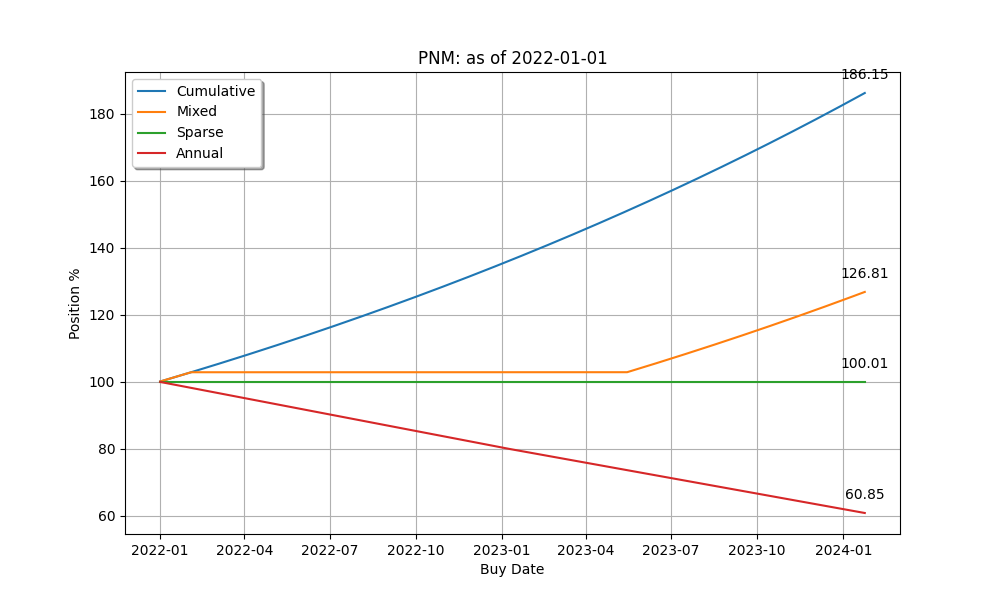 PNM: as of 2022-01-01
186.15
Cumulative
Mixed
Sparse
Annual
180
160
140
120
100
80
60
Position %
126.81
100.01
60.85
2022-01 2022-04 2022-07 2022-10 2023-01 2023-04 2023-07 2023-10 2024-01
Buy Date